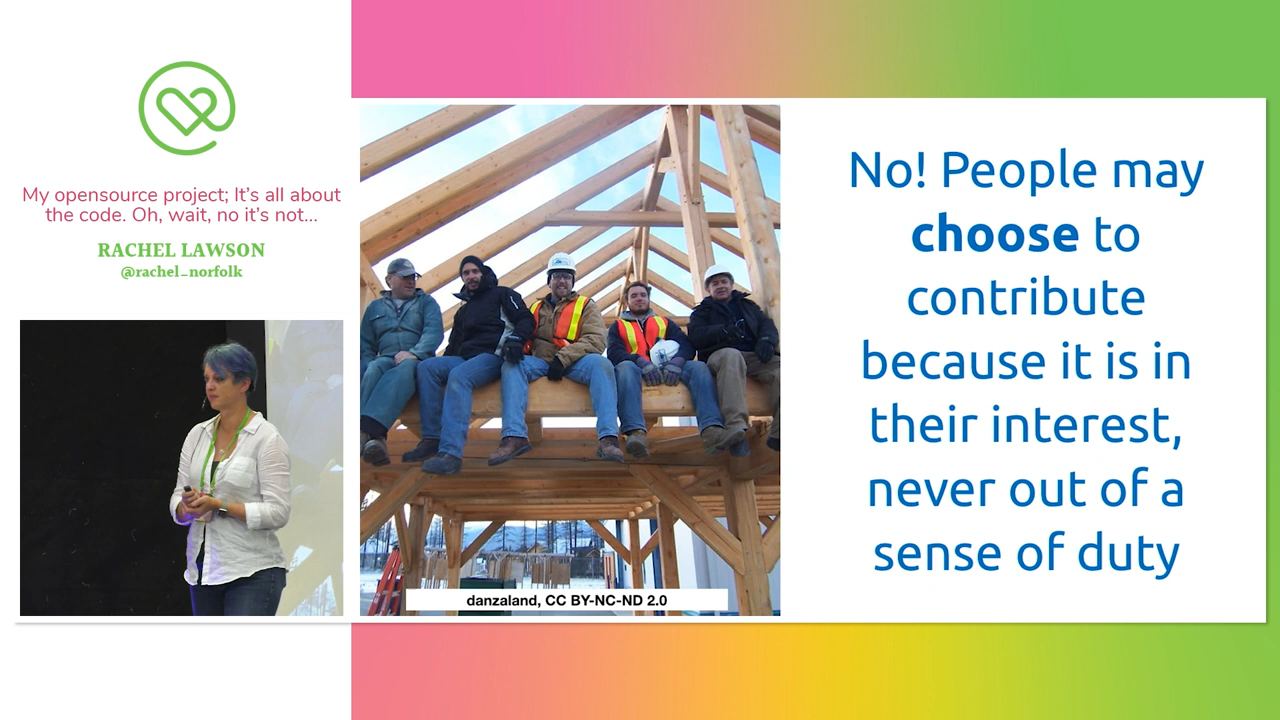 My opensource project; It's all about
the code. Oh, wait, no it's not...
RACHEL LAWSON
@rachel_norfolk
No! People may
choose to
contribute
because it is in
their interest,
never out of a
sense of duty
danzaland, CC BY-NC-ND 2.0